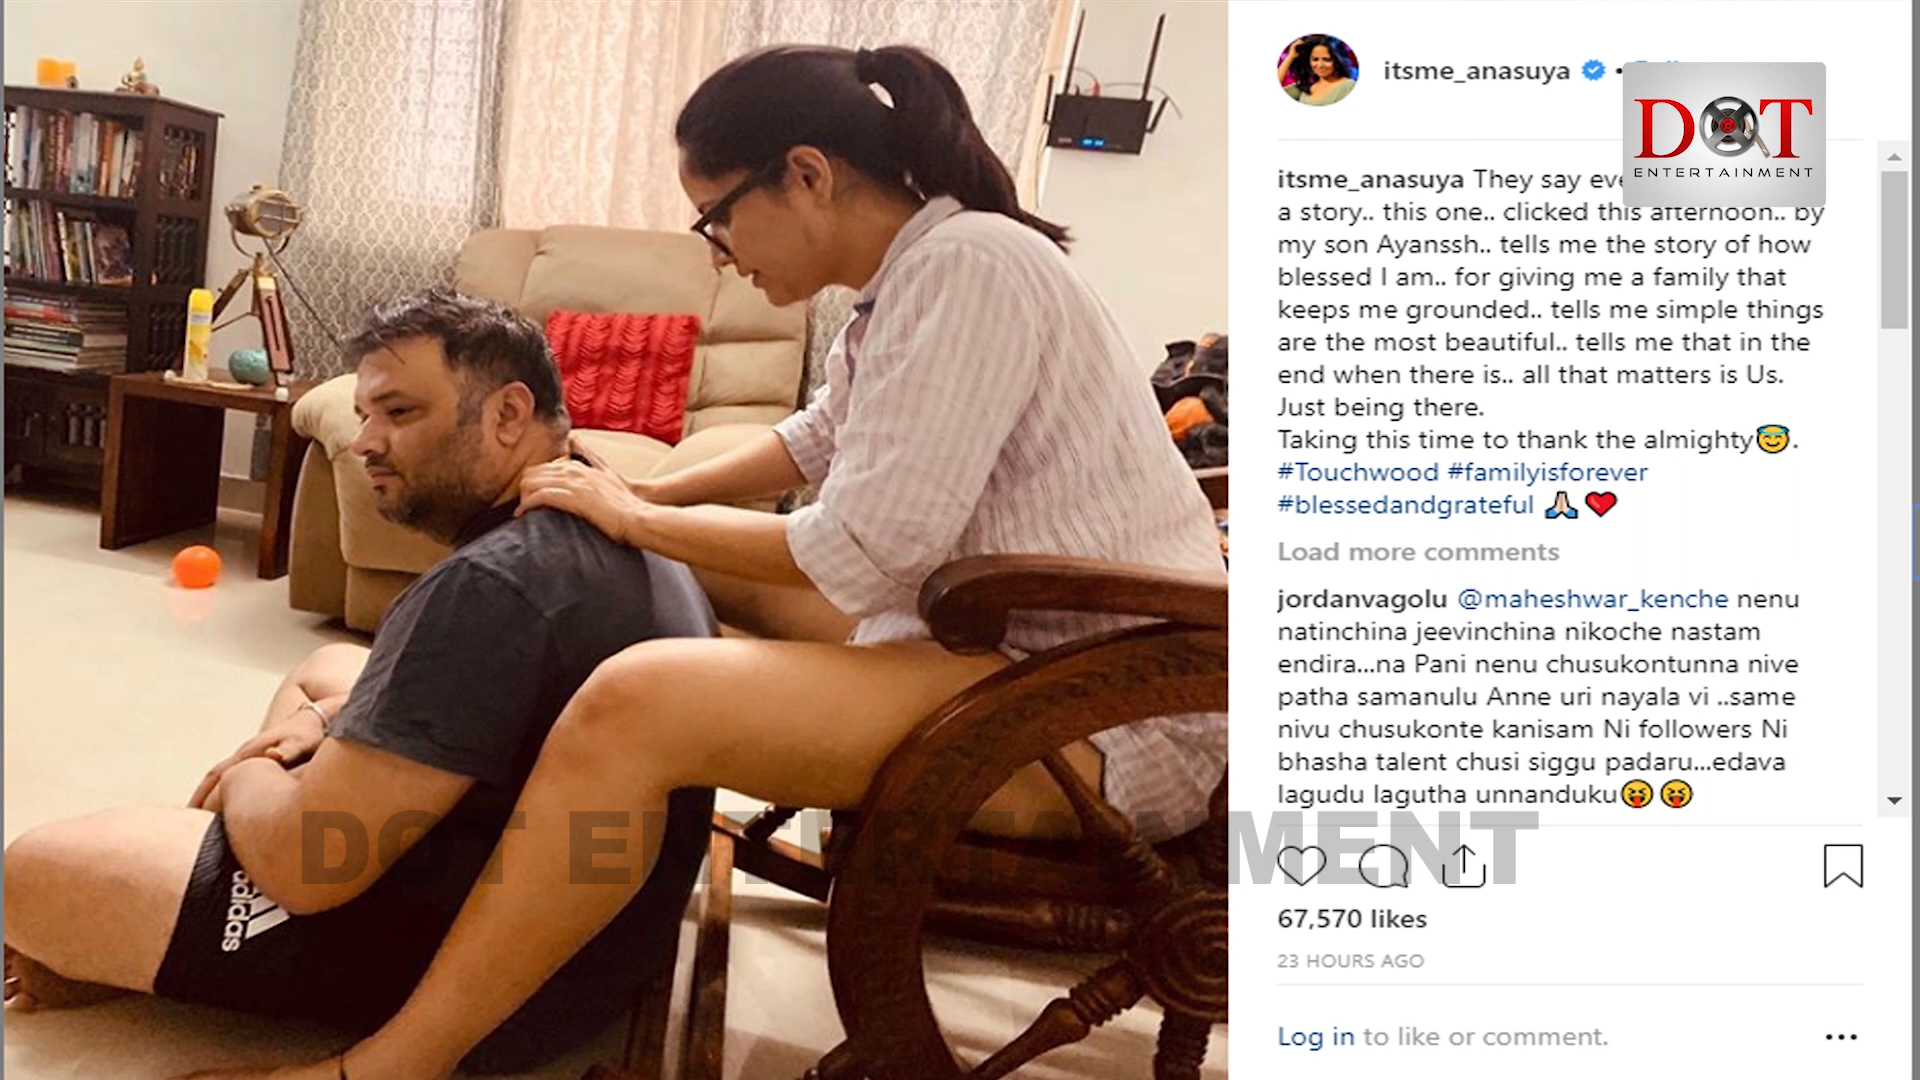 itsme_anasuya
DOT
ENTERTAINMENT
itsme_anasuya They say
a story.. this one.. clicked this afternoon.. by
my son Ayanssh.. tells me the story of how
blessed I am.. for giving me a family that
keeps me grounded.. tells me simple things
are the most beautiful.. tells me that in the
end when there is.. all that matters is Us.
Just being there.
Taking this time to thank the almighty😇.
#Touchwood #familyisforever
#blessedandgrateful 🙏🏻❤️
Load more comments
jordanvagolu @maheshwar_kenche nenu
natinchina jeevinchina nikoche nastam
endira...na Pani nenu chusukontunna nive
patha samanulu Anne uri nayala vi ..same
nivu chusukonte kanisam Ni followers Ni
bhasha talent chusi siggu padaru...edava
lagudu lagutha unnanduku😝😝
67,570 likes
23 HOURS AGO
Log in to like or comment.
adidas
DOT ENTERTAINMENT